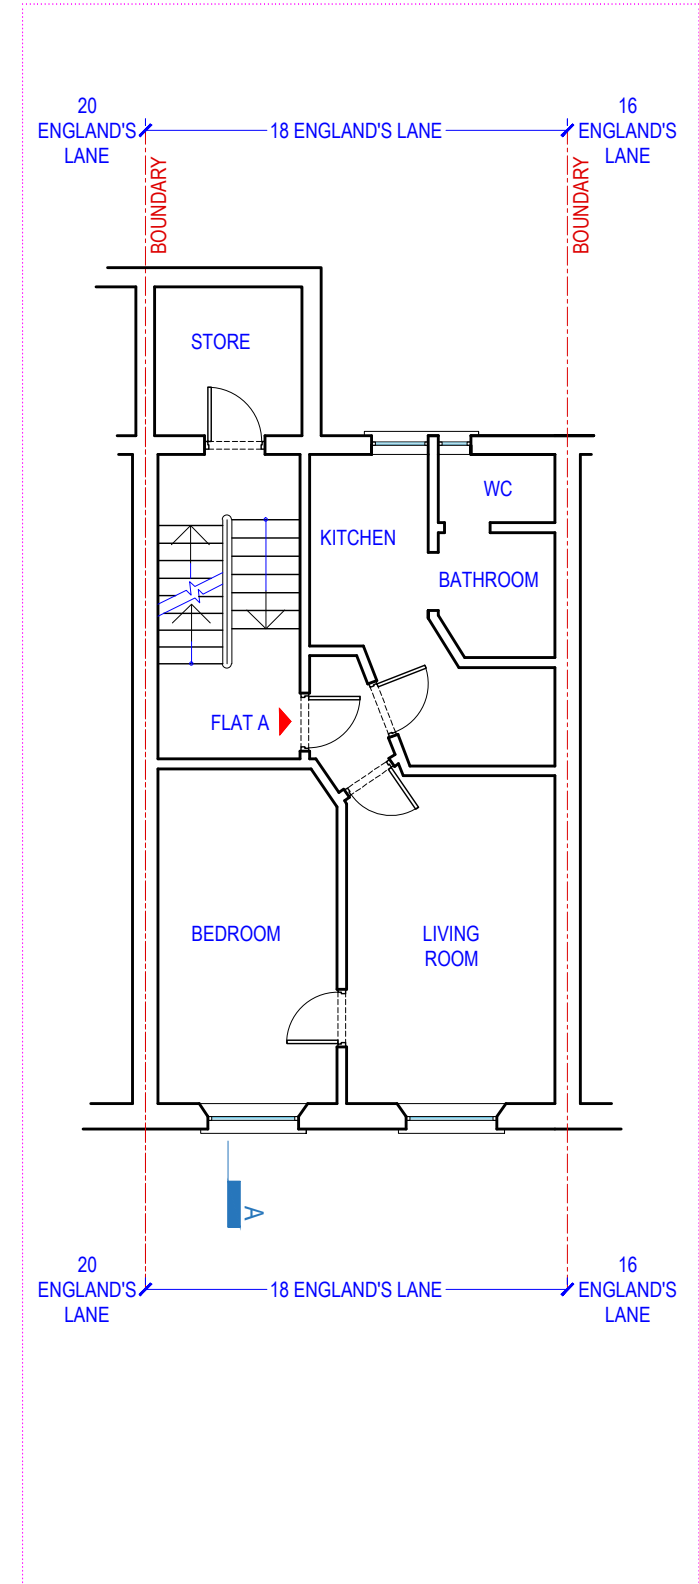 20
ENGLAND'S
LANE
18 ENGLAND'S LANE
16
ENGLAND'S
LANE
BOUNDARY
BOUNDARY
STORE
WC
KITCHEN
BATHROOM
FLAT A
BEDROOM
LIVING
ROOM
A
20
ENGLAND'S
LANE
18 ENGLAND'S LANE
16
ENGLAND'S
LANE